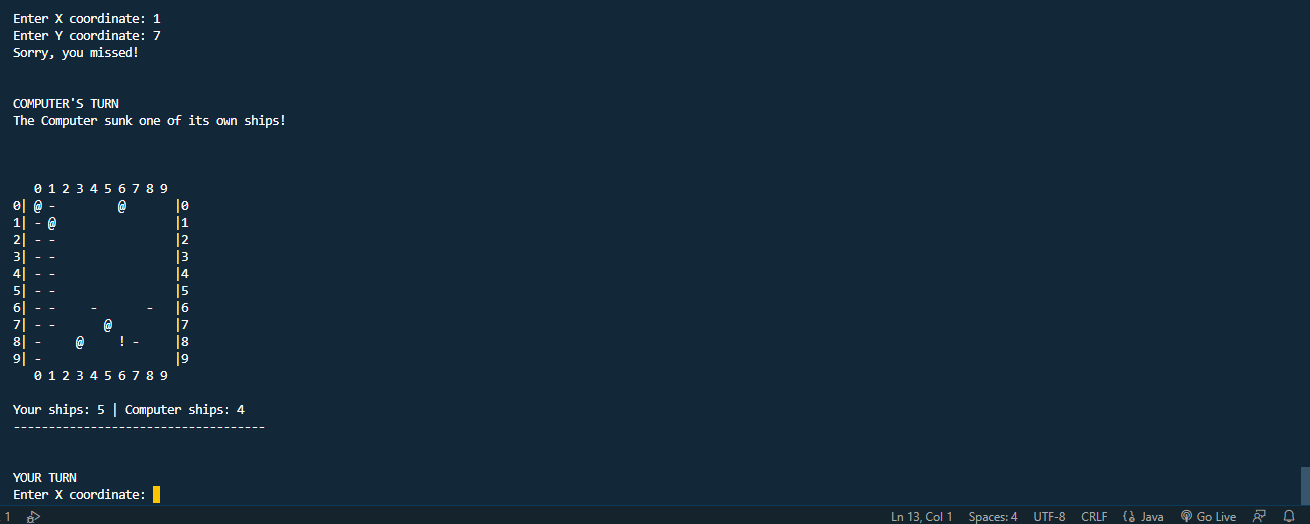 Enter X coordinate: 1
Enter Y coordinate: 7
Sorry, you missed!
COMPUTER'S TURN
The Computer sunk one of its own ships!
   0 1 2 3 4 5 6 7 8 9
0| @ -         @       |0
1| - @                 |1
2| - -                 |2
3| - -                 |3
4| - -                 |4
5| - -                 |5
6| - -     -       -   |6
7| - -       @         |7
8| -     @     ! -     |8
9| -                   |9
   0 1 2 3 4 5 6 7 8 9
Your ships: 5 | Computer ships: 4
------------------------------------
YOUR TURN
Enter X coordinate:
1 Ln 13, Col 1 Spaces: 4 UTF-8 CRLF {} Java Go Live